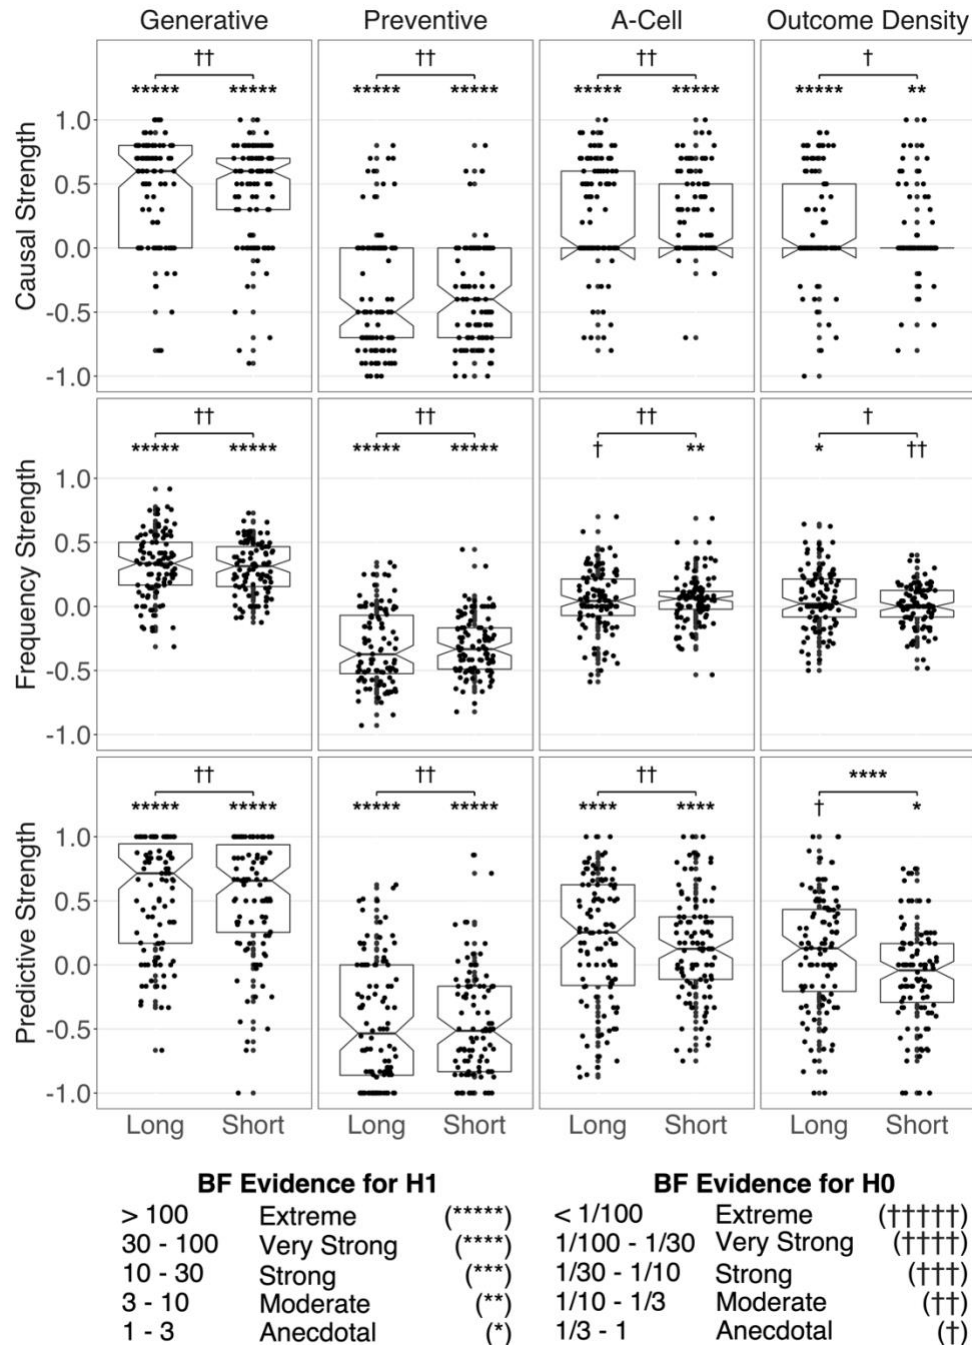 Generative Preventive A-Cell Outcome Density
†† †† †† †
***** ***** ***** ***** ***** ***** ***** **
Causal Strength
1.0
0.5
0.0
-0.5
-1.0
†† †† †† †
***** ***** ***** ***** † ** * ††
Frequency Strength
1.0
0.5
0.0
-0.5
-1.0
†† †† †† ****
***** ***** ***** ***** **** **** † *
Predictive Strength
1.0
0.5
0.0
-0.5
-1.0
Long Short Long Short Long Short Long Short
BF Evidence for H1 BF Evidence for H0
> 100 Extreme (*****) < 1/100 Extreme (†††††)
30 - 100 Very Strong (****) 1/100 - 1/30 Very Strong (††††)
10 - 30 Strong (***) 1/30 - 1/10 Strong (†††)
3 - 10 Moderate (**) 1/10 - 1/3 Moderate (††)
1 - 3 Anecdotal (*) 1/3 - 1 Anecdotal (†)